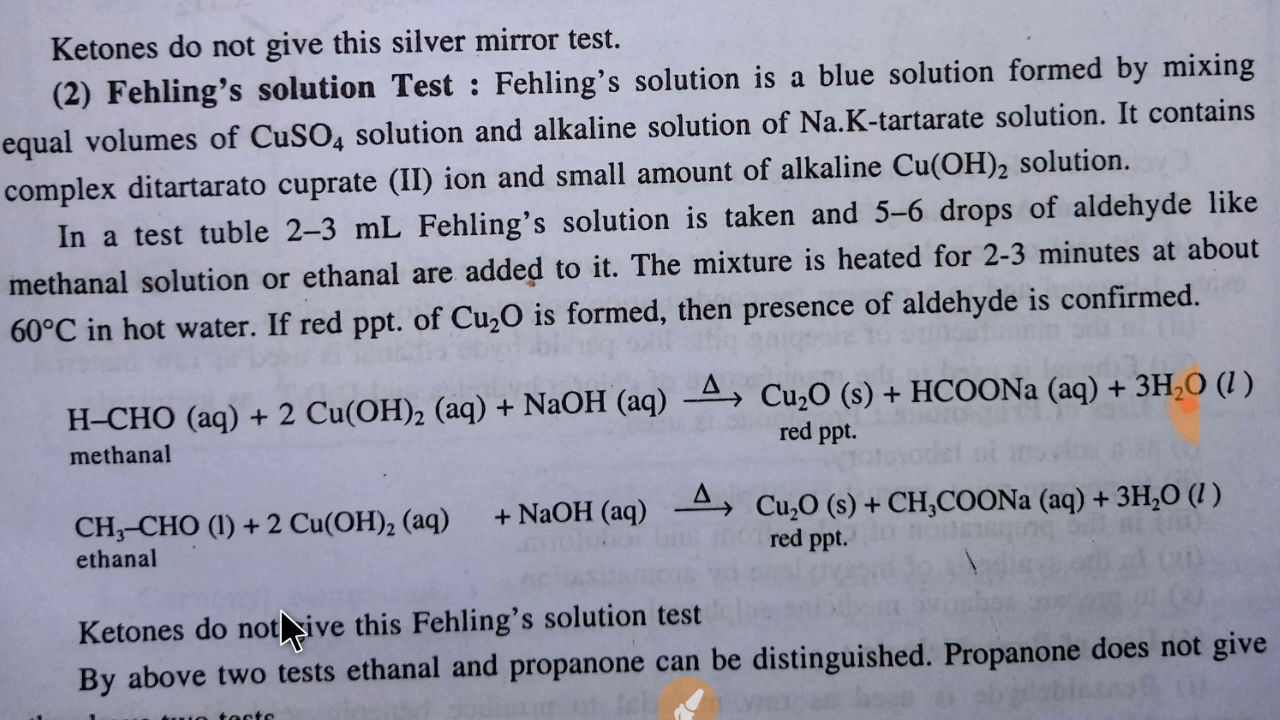 Ketones do not give this silver mirror test.
(2) Fehling's solution Test : Fehling's solution is a blue solution formed by mixing
equal volumes of CuSO₄ solution and alkaline solution of Na.K-tartarate solution. It contains
complex ditartarato cuprate (II) ion and small amount of alkaline Cu(OH)₂ solution.
In a test tuble 2–3 mL Fehling's solution is taken and 5–6 drops of aldehyde like
methanal solution or ethanal are added to it. The mixture is heated for 2-3 minutes at about
60°C in hot water. If red ppt. of Cu₂O is formed, then presence of aldehyde is confirmed.
H–CHO (aq) + 2 Cu(OH)₂ (aq) + NaOH (aq) —Δ→ Cu₂O (s) + HCOONa (aq) + 3H₂O (l)
methanal red ppt.
CH₃–CHO (l) + 2 Cu(OH)₂ (aq) + NaOH (aq) —Δ→ Cu₂O (s) + CH₃COONa (aq) + 3H₂O (l)
ethanal red ppt.
Ketones do not give this Fehling's solution test
By above two tests ethanal and propanone can be distinguished. Propanone does not give
two tests